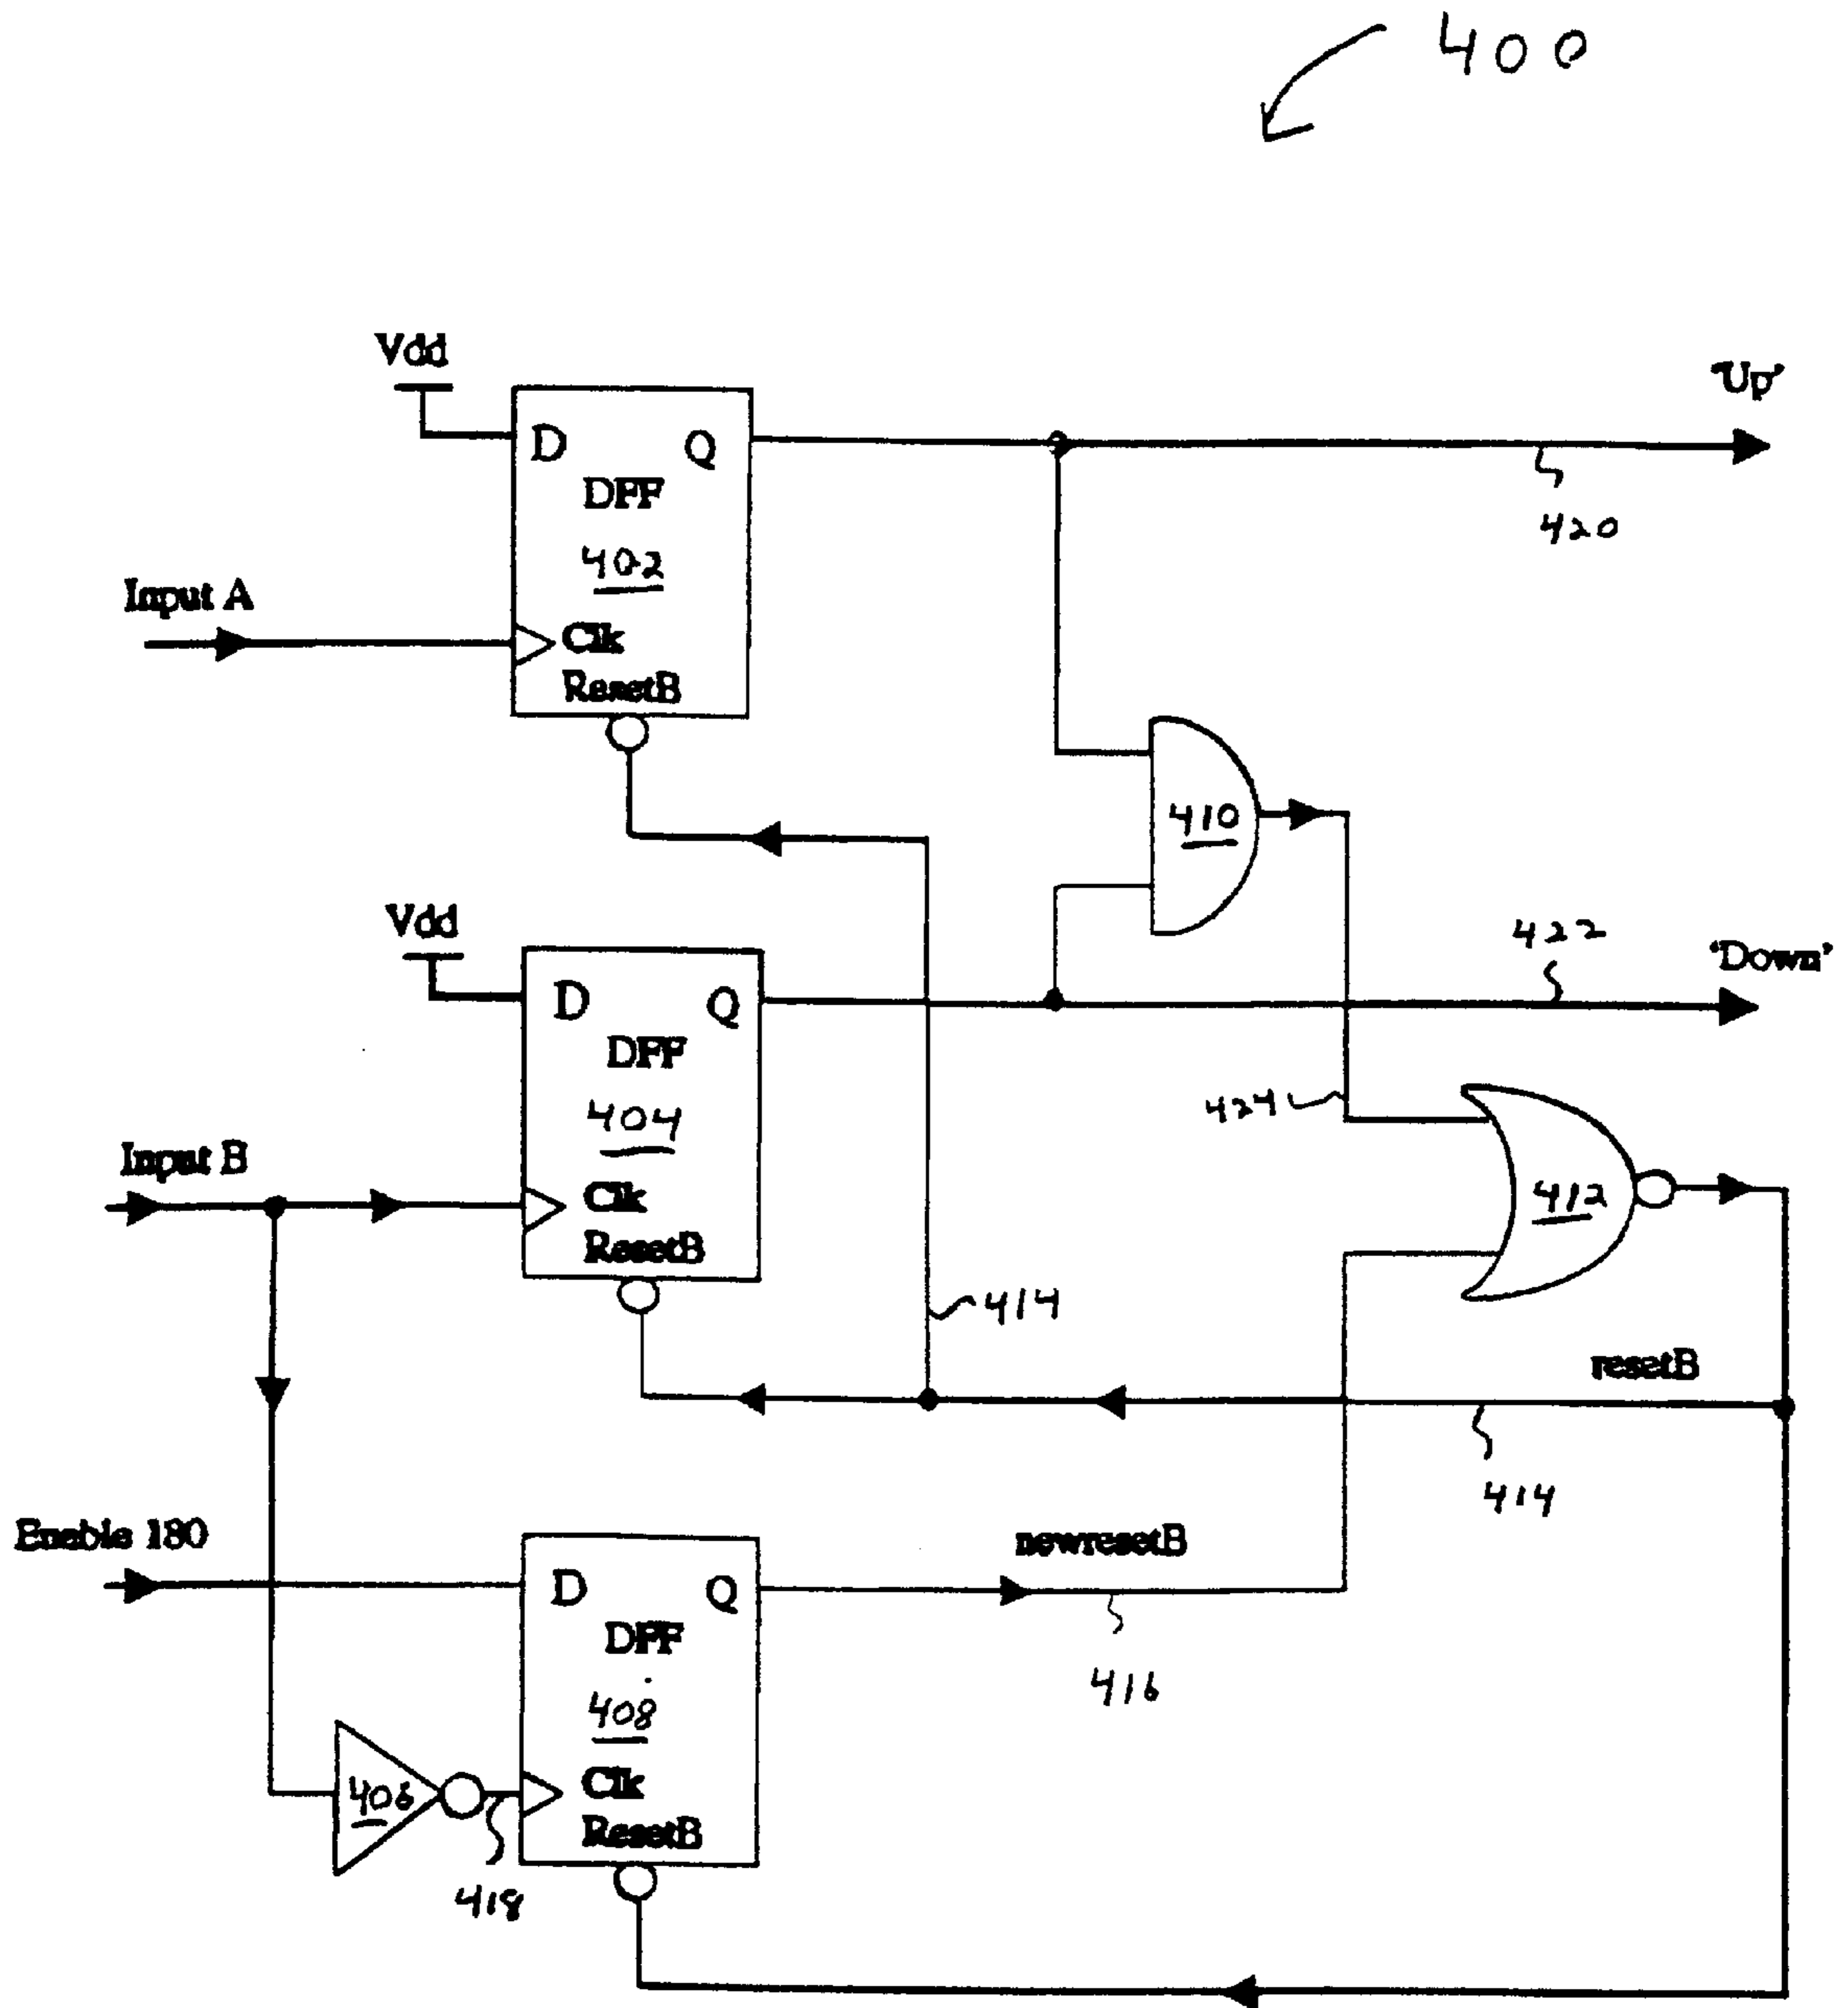 400
Vdd
'Up'
D Q
DFF
402
420
Input A
Clk
ResetB
410
Vdd
422
'Down'
D Q
DFF
404
424
Input B
412
Clk
ResetB
414
resetB
414
Enable 180
newresetB
D Q
DFF
408
416
406
Clk
ResetB
418